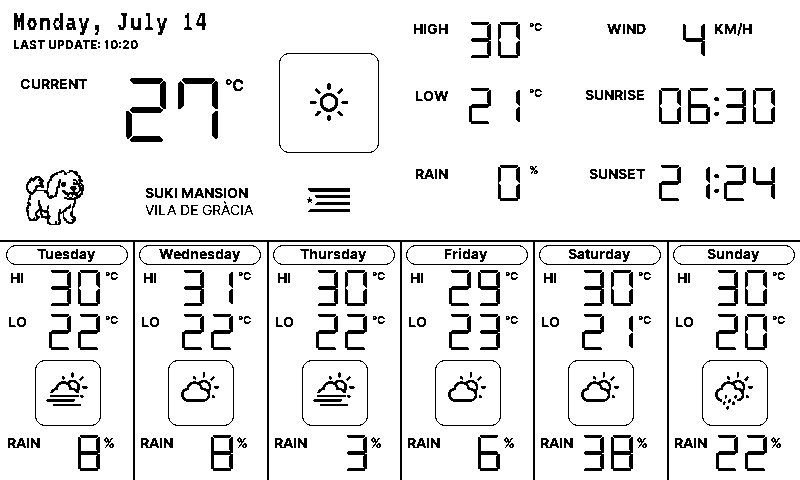 Monday, July 14
LAST UPDATE: 10:20
CURRENT 27 °C
HIGH 30 °C
LOW 21 °C
RAIN 0 %
WIND 4 KM/H
SUNRISE 06:30
SUNSET 21:24
SUKI MANSION
VILA DE GRÀCIA
Tuesday
HI 30 °C
LO 22 °C
RAIN 8 %
Wednesday
HI 31 °C
LO 22 °C
RAIN 8 %
Thursday
HI 30 °C
LO 22 °C
RAIN 3 %
Friday
HI 29 °C
LO 23 °C
RAIN 6 %
Saturday
HI 30 °C
LO 21 °C
RAIN 38 %
Sunday
HI 30 °C
LO 20 °C
RAIN 22 %